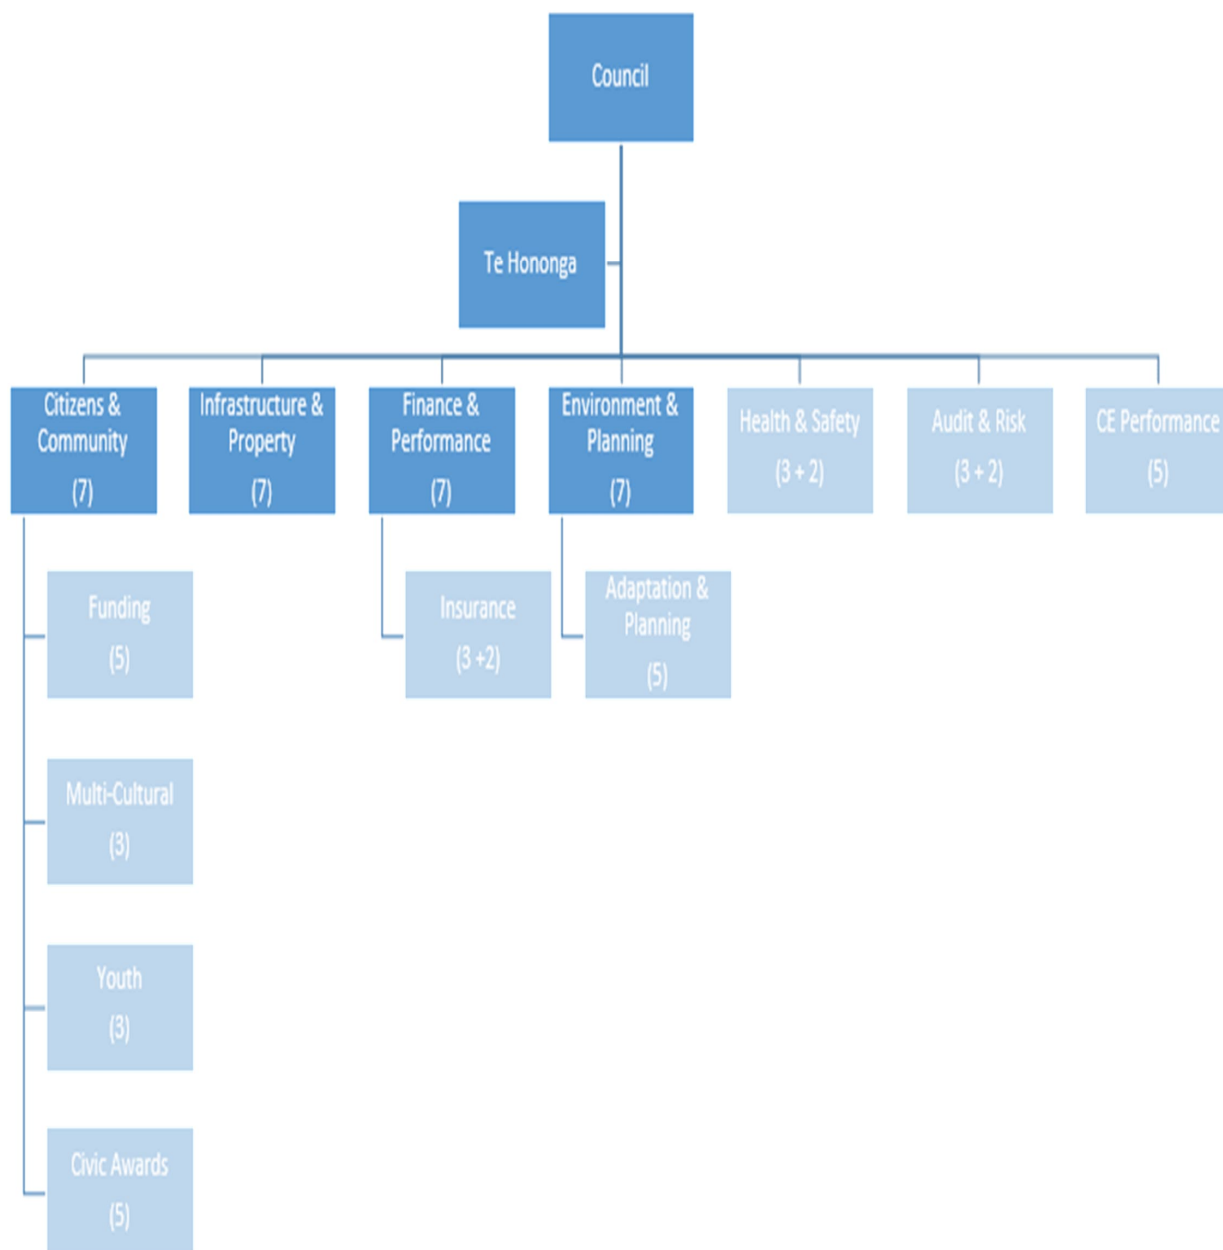 Council
Te Hononga
Citizens &
Community
(7)
Infrastructure &
Property
(7)
Finance &
Performance
(7)
Environment &
Planning
(7)
Health & Safety
(3 + 2)
Audit & Risk
(3 + 2)
CE Performance
(5)
Funding
(5)
Insurance
(3 +2)
Adaptation &
Planning
(5)
Multi-Cultural
(3)
Youth
(3)
Civic Awards
(5)